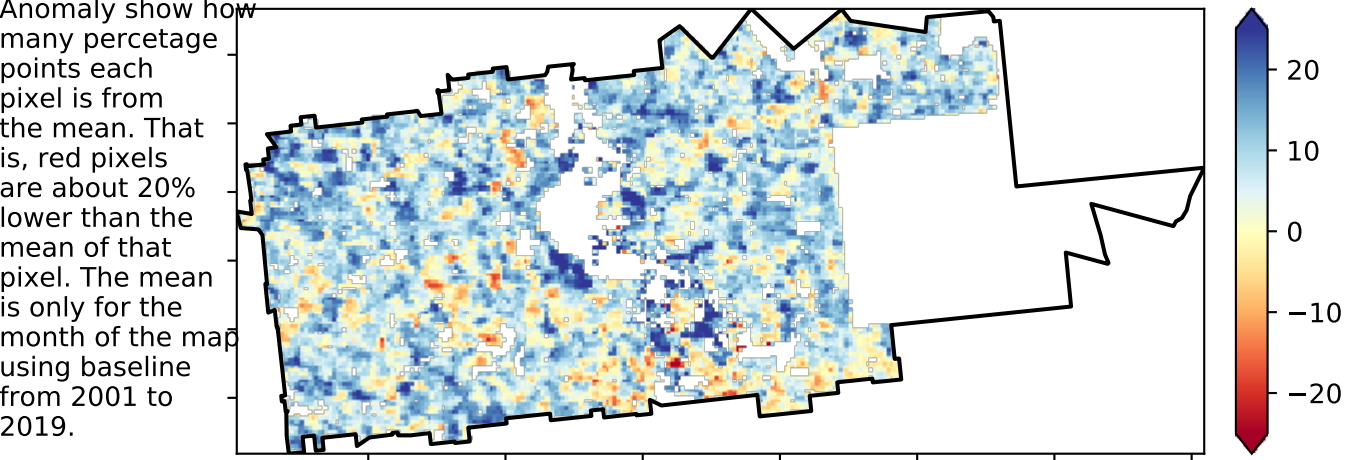 Anomaly show how
many percetage
points each
pixel is from
the mean. That
is, red pixels
are about 20%
lower than the
mean of that
pixel. The mean
is only for the
month of the map
using baseline
from 2001 to
2019.
20
10
0
−10
−20